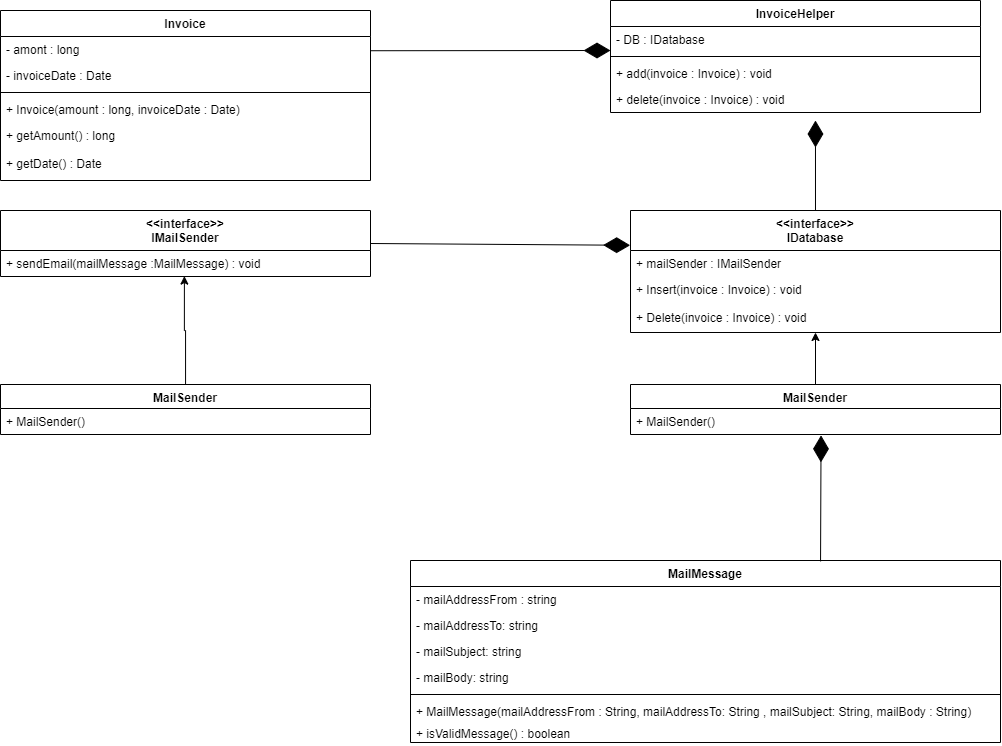 Invoice
- amont : long
- invoiceDate : Date
+ Invoice(amount : long, invoiceDate : Date)
+ getAmount() : long
+ getDate() : Date
InvoiceHelper
- DB : IDatabase
+ add(invoice : Invoice) : void
+ delete(invoice : Invoice) : void
<<interface>>
IMailSender
+ sendEmail(mailMessage :MailMessage) : void
<<interface>>
IDatabase
+ mailSender : IMailSender
+ Insert(invoice : Invoice) : void
+ Delete(invoice : Invoice) : void
MailSender
+ MailSender()
MailSender
+ MailSender()
MailMessage
- mailAddressFrom : string
- mailAddressTo: string
- mailSubject: string
- mailBody: string
+ MailMessage(mailAddressFrom : String, mailAddressTo: String , mailSubject: String, mailBody : String)
+ isValidMessage() : boolean